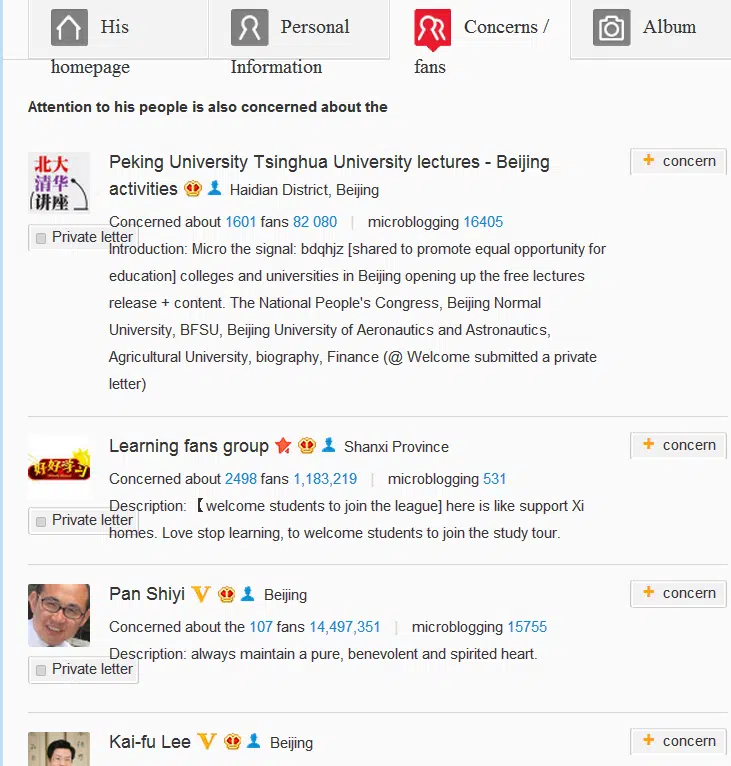 His homepage
Personal Information
Concerns / fans
Album
Attention to his people is also concerned about the
北大
清华
讲座
Peking University Tsinghua University lectures - Beijing
activities Haidian District, Beijing
+ concern
Concerned about 1601 fans 82 080 | microblogging 16405
Private letter
Introduction: Micro the signal: bdqhjz [shared to promote equal opportunity for
education] colleges and universities in Beijing opening up the free lectures
release + content. The National People's Congress, Beijing Normal
University, BFSU, Beijing University of Aeronautics and Astronautics,
Agricultural University, biography, Finance (@ Welcome submitted a private
letter)
好好学习
Learning fans group Shanxi Province
+ concern
Concerned about 2498 fans 1,183,219 | microblogging 531
Description: 【welcome students to join the league] here is like support Xi
Private letter
homes. Love stop learning, to welcome students to join the study tour.
Pan Shiyi V Beijing
+ concern
Concerned about the 107 fans 14,497,351 | microblogging 15755
Description: always maintain a pure, benevolent and spirited heart.
Private letter
Kai-fu Lee V Beijing
+ concern